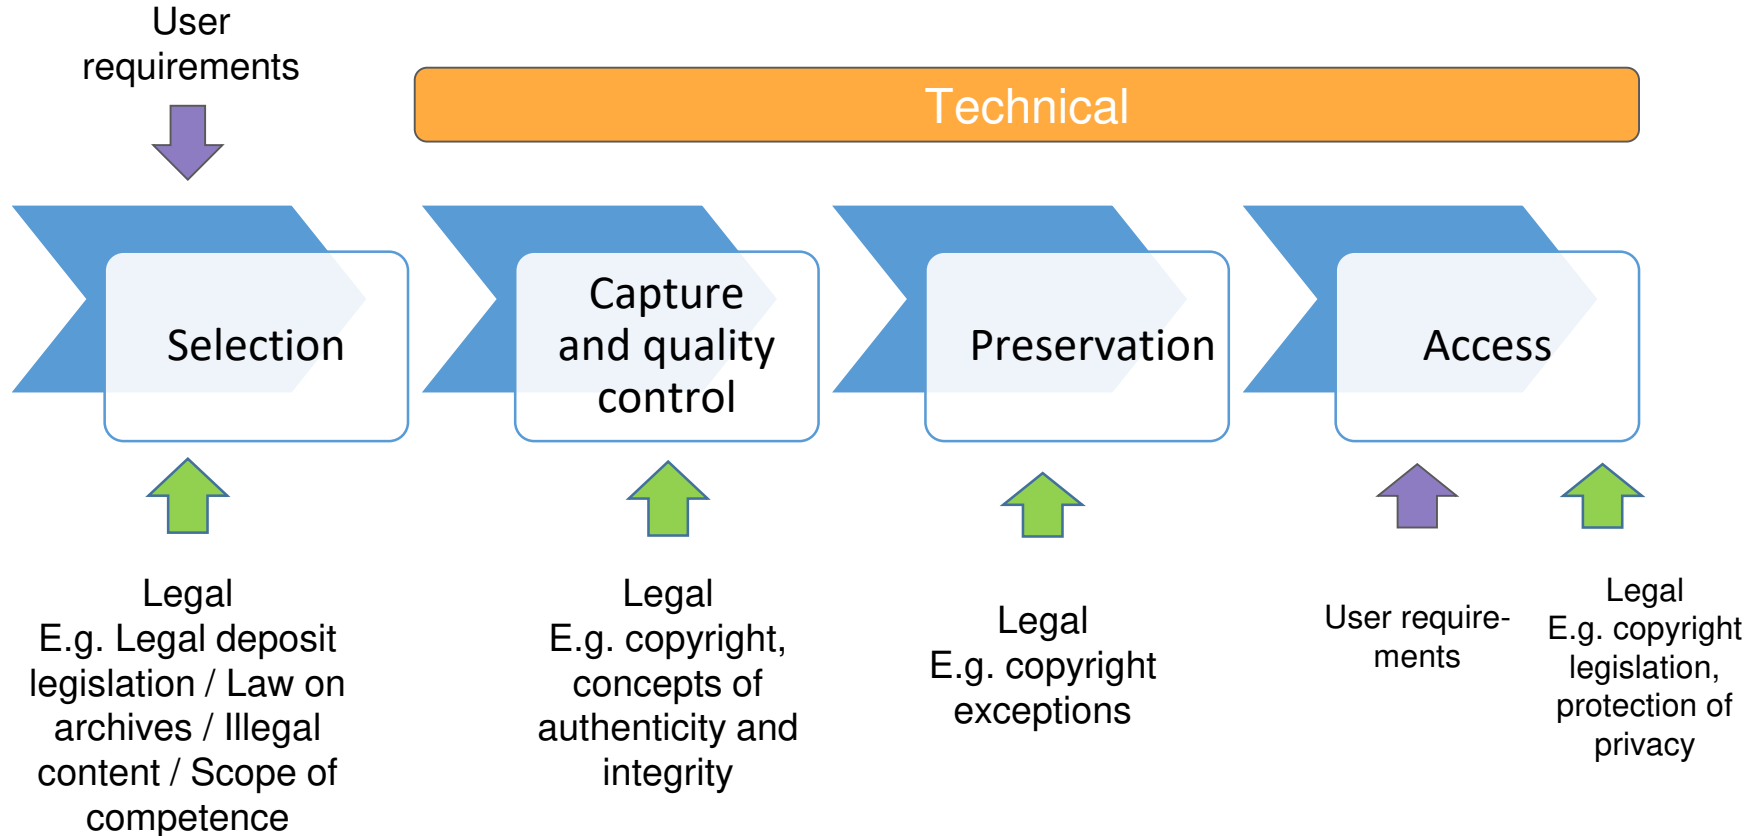 User
requirements
Technical
Selection
Capture
and quality
control
Preservation
Access
Legal
E.g. Legal deposit
legislation / Law on
archives / Illegal
content / Scope of
competence
Legal
E.g. copyright,
concepts of
authenticity and
integrity
Legal
E.g. copyright
exceptions
User require-
ments
Legal
E.g. copyright
legislation,
protection of
privacy